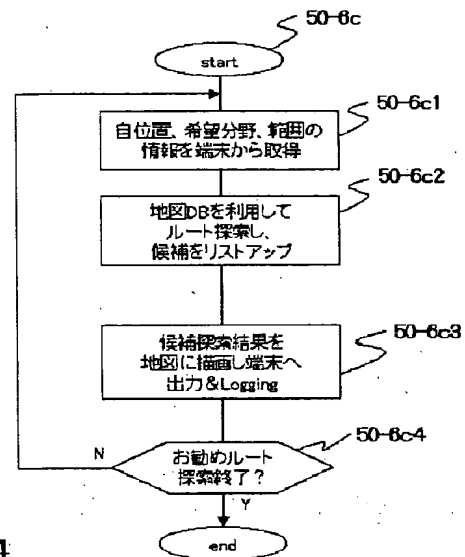 50-6c
start
50-6c1
自位置、希望分野、範囲の
情報を端末から取得
50-6c2
地図DBを利用して
ルート探索し、
候補をリストアップ
50-6c3
候補探索結果を
地図に描画し端末へ
出力&Logging
50-6c4
お勧めルート
探索終了?
N
Y
end